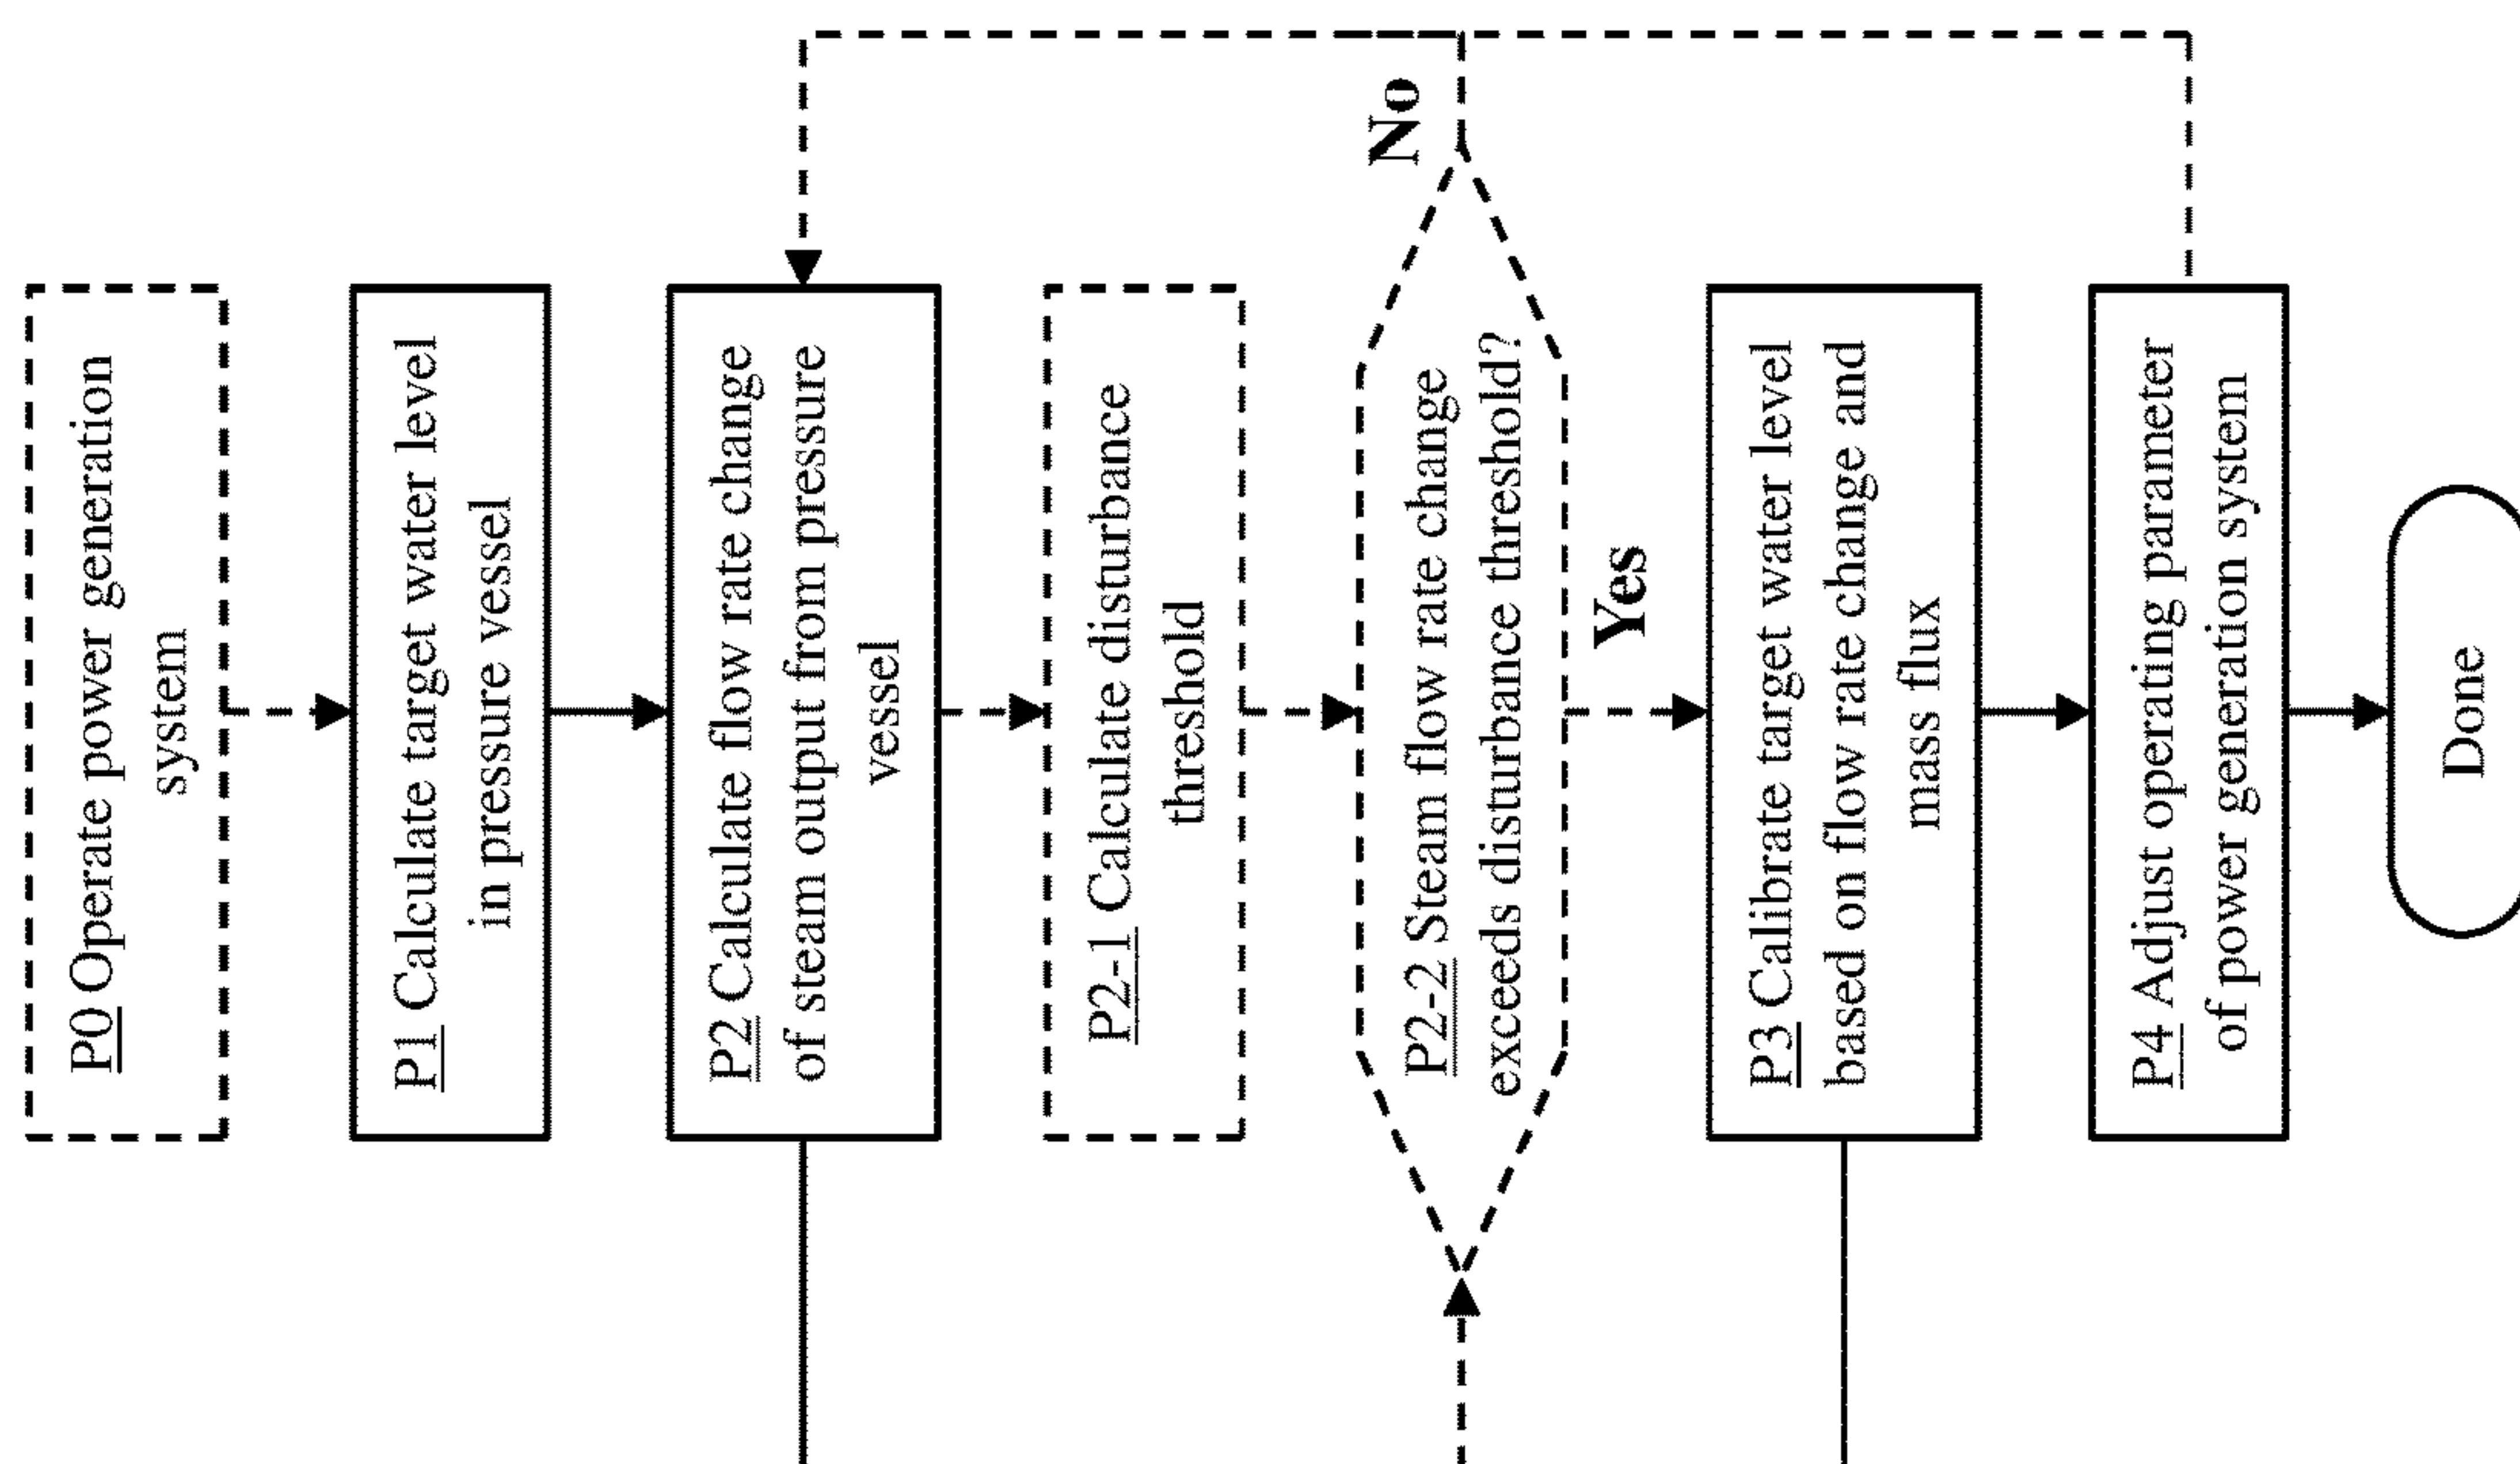 P0 Operate power generation
system
P1 Calculate target water level
in pressure vessel
P2 Calculate flow rate change
of steam output from pressure
vessel
P2-1 Calculate disturbance
threshold
P2-2 Steam flow rate change
exceeds disturbance threshold?
No
Yes
P3 Calibrate target water level
based on flow rate change and
mass flux
P4 Adjust operating parameter
of power generation system
Done